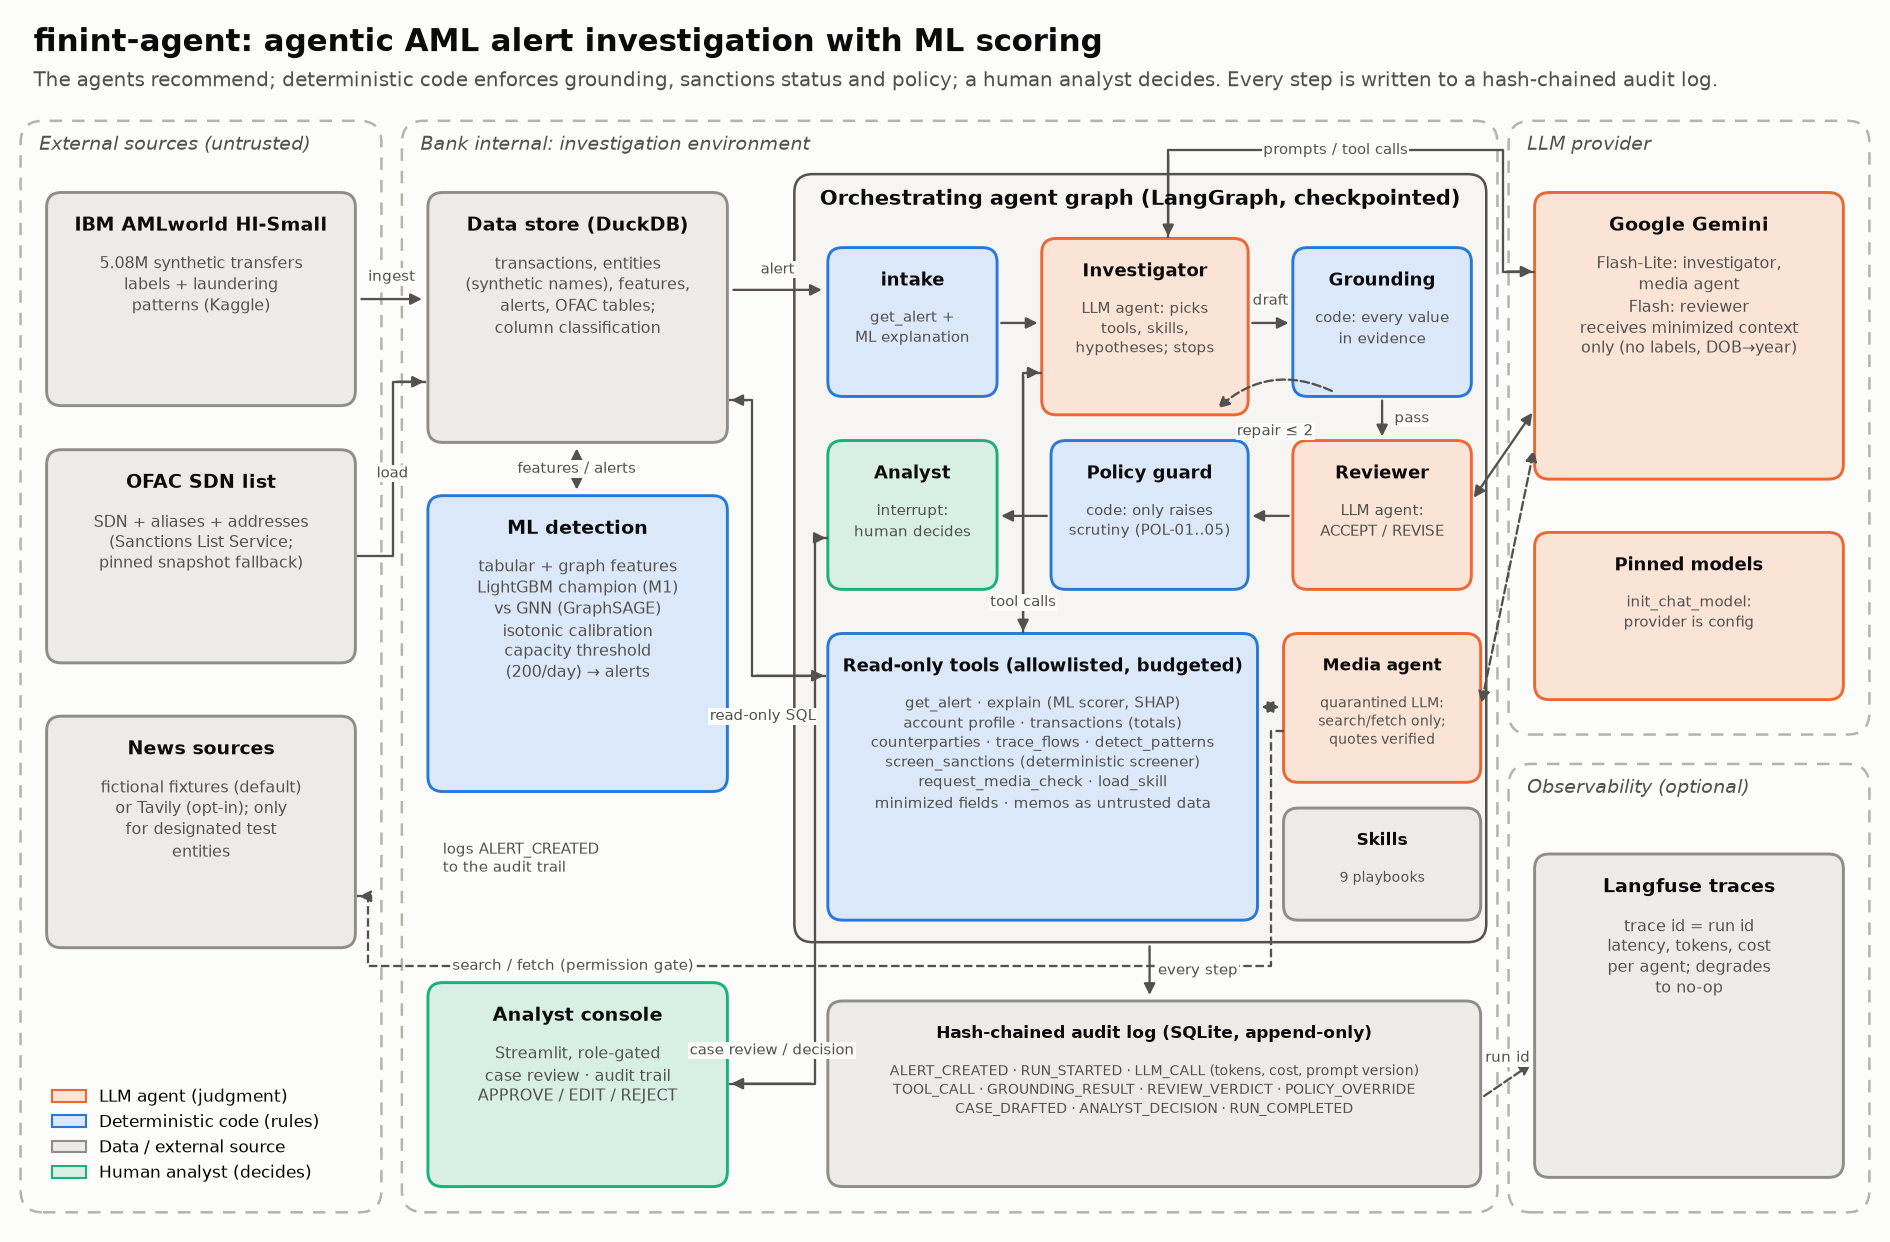 finint-agent: agentic AML alert investigation with ML scoring
The agents recommend; deterministic code enforces grounding, sanctions status and policy; a human analyst decides. Every step is written to a hash-chained audit log.
External sources (untrusted)
IBM AMLworld HI-Small
5.08M synthetic transfers
labels + laundering
patterns (Kaggle)
ingest
OFAC SDN list
SDN + aliases + addresses
(Sanctions List Service;
pinned snapshot fallback)
load
News sources
fictional fixtures (default)
or Tavily (opt-in); only
for designated test
entities
LLM agent (judgment)
Deterministic code (rules)
Data / external source
Human analyst (decides)
Bank internal: investigation environment
Data store (DuckDB)
transactions, entities
(synthetic names), features,
alerts, OFAC tables;
column classification
features / alerts
ML detection
tabular + graph features
LightGBM champion (M1)
vs GNN (GraphSAGE)
isotonic calibration
capacity threshold
(200/day) → alerts
logs ALERT_CREATED
to the audit trail
alert
read-only SQL
search / fetch (permission gate)
Analyst console
Streamlit, role-gated
case review · audit trail
APPROVE / EDIT / REJECT
case review / decision
prompts / tool calls
Orchestrating agent graph (LangGraph, checkpointed)
intake
get_alert +
ML explanation
Investigator
LLM agent: picks
tools, skills,
hypotheses; stops
draft
Grounding
code: every value
in evidence
repair ≤ 2
pass
Analyst
interrupt:
human decides
Policy guard
code: only raises
scrutiny (POL-01..05)
Reviewer
LLM agent:
ACCEPT / REVISE
tool calls
Read-only tools (allowlisted, budgeted)
get_alert · explain (ML scorer, SHAP)
account profile · transactions (totals)
counterparties · trace_flows · detect_patterns
screen_sanctions (deterministic screener)
request_media_check · load_skill
minimized fields · memos as untrusted data
Media agent
quarantined LLM:
search/fetch only;
quotes verified
Skills
9 playbooks
every step
Hash-chained audit log (SQLite, append-only)
ALERT_CREATED · RUN_STARTED · LLM_CALL (tokens, cost, prompt version)
TOOL_CALL · GROUNDING_RESULT · REVIEW_VERDICT · POLICY_OVERRIDE
CASE_DRAFTED · ANALYST_DECISION · RUN_COMPLETED
run id
LLM provider
Google Gemini
Flash-Lite: investigator,
media agent
Flash: reviewer
receives minimized context
only (no labels, DOB→year)
Pinned models
init_chat_model:
provider is config
Observability (optional)
Langfuse traces
trace id = run id
latency, tokens, cost
per agent; degrades
to no-op